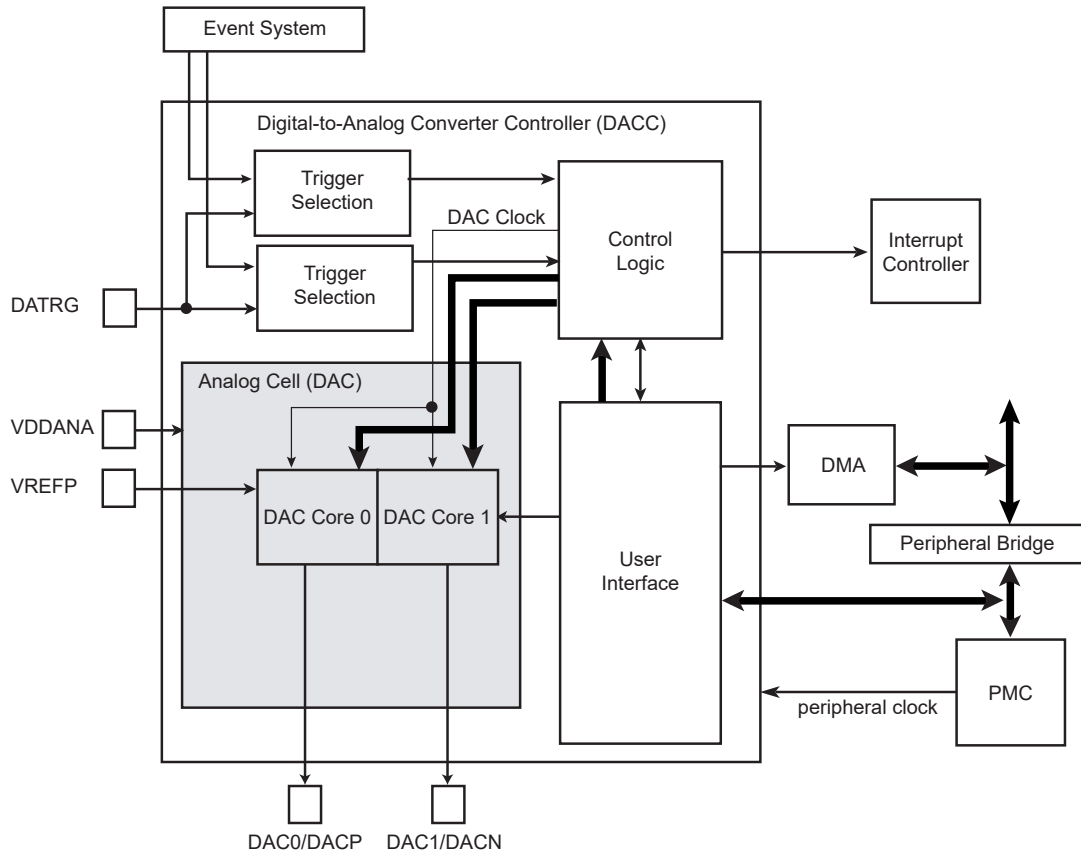 Event System
Digital-to-Analog Converter Controller (DACC)
Trigger
Selection
DAC Clock
Control
Logic
Interrupt
Controller
Trigger
Selection
DATRG
Analog Cell (DAC)
VDDANA
VREFP
DAC Core 0
DAC Core 1
DMA
User
Interface
Peripheral Bridge
PMC
peripheral clock
DAC0/DACP
DAC1/DACN